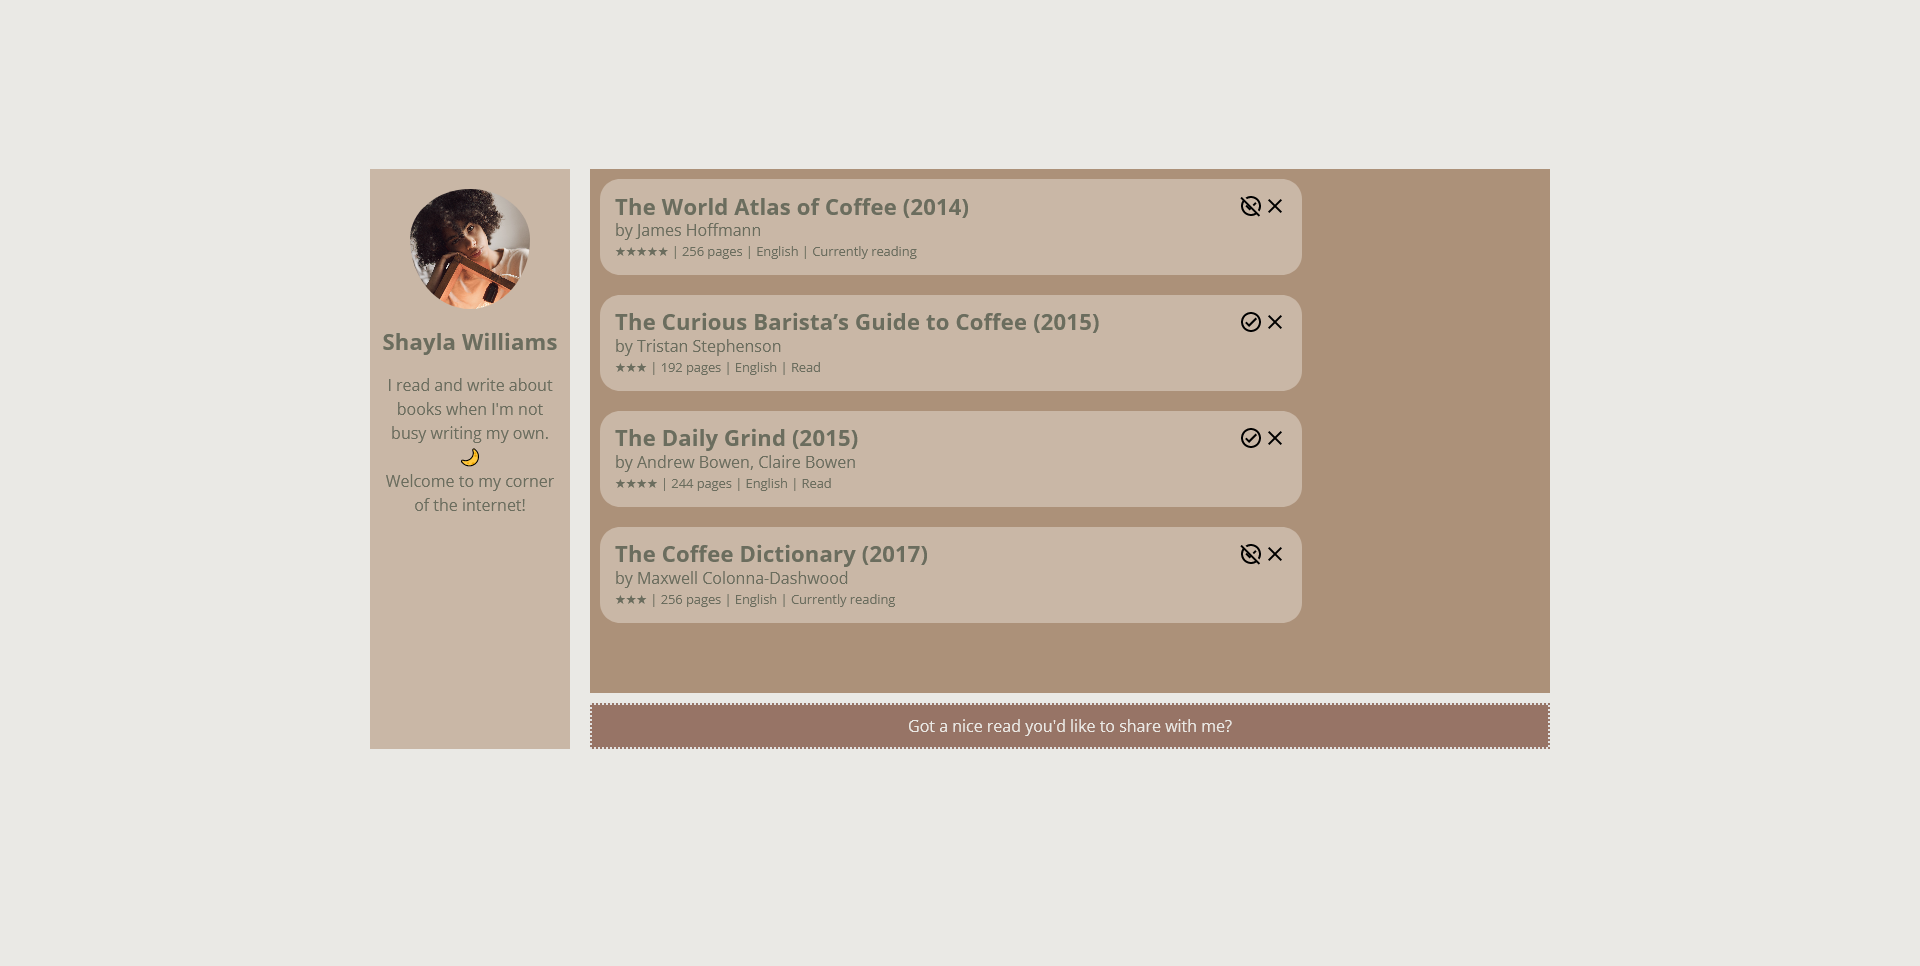 Shayla Williams
I read and write about
books when I'm not
busy writing my own.
🌙
Welcome to my corner
of the internet!
The World Atlas of Coffee (2014)
by James Hoffmann
★★★★★ | 256 pages | English | Currently reading
The Curious Barista’s Guide to Coffee (2015)
by Tristan Stephenson
★★★ | 192 pages | English | Read
The Daily Grind (2015)
by Andrew Bowen, Claire Bowen
★★★★ | 244 pages | English | Read
The Coffee Dictionary (2017)
by Maxwell Colonna-Dashwood
★★★ | 256 pages | English | Currently reading
Got a nice read you'd like to share with me?